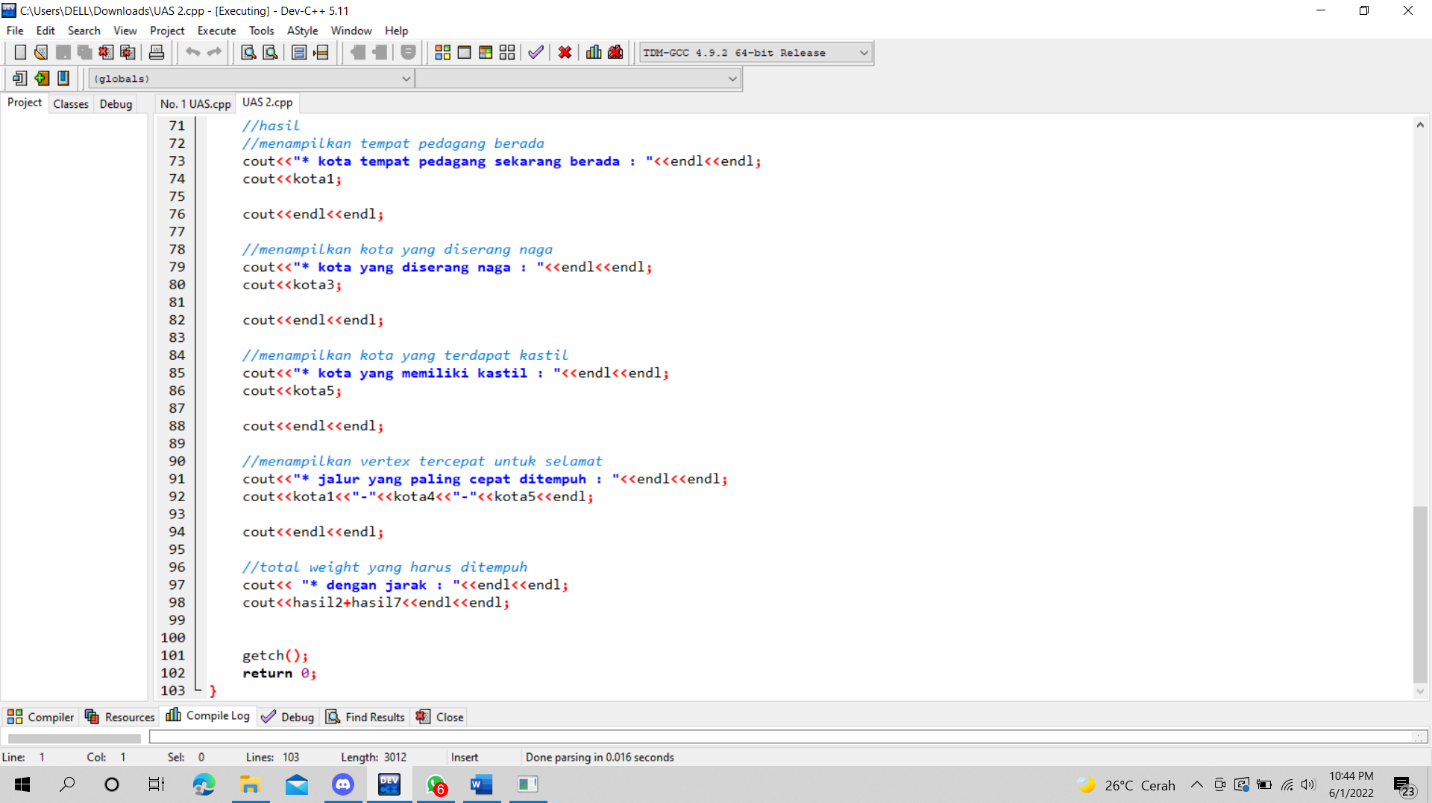 C:\Users\DELL\Downloads\UAS 2.cpp - [Executing] - Dev-C++ 5.11
File Edit Search View Project Execute Tools AStyle Window Help
TDM-GCC 4.9.2 64-bit Release
(globals)
Project Classes Debug No. 1 UAS.cpp UAS 2.cpp
71 //hasil
72 //menampilkan tempat pedagang berada
73 cout<<"* kota tempat pedagang sekarang berada : "<<endl<<endl;
74 cout<<kota1;
75
76 cout<<endl<<endl;
77
78 //menampilkan kota yang diserang naga
79 cout<<"* kota yang diserang naga : "<<endl<<endl;
80 cout<<kota3;
81
82 cout<<endl<<endl;
83
84 //menampilkan kota yang terdapat kastil
85 cout<<"* kota yang memiliki kastil : "<<endl<<endl;
86 cout<<kota5;
87
88 cout<<endl<<endl;
89
90 //menampilkan vertex tercepat untuk selamat
91 cout<<"* jalur yang paling cepat ditempuh : "<<endl<<endl;
92 cout<<kota1<<"-"<<kota4<<"-"<<kota5<<endl;
93
94 cout<<endl<<endl;
95
96 //total weight yang harus ditempuh
97 cout<< "* dengan jarak : "<<endl<<endl;
98 cout<<hasil2+hasil7<<endl<<endl;
99
100
101 getch();
102 return 0;
103 }
Compiler Resources Compile Log Debug Find Results Close
Line: 1 Col: 1 Sel: 0 Lines: 103 Length: 3012 Insert Done parsing in 0.016 seconds
DEV
6
26°C Cerah
10:44 PM
6/1/2022
23